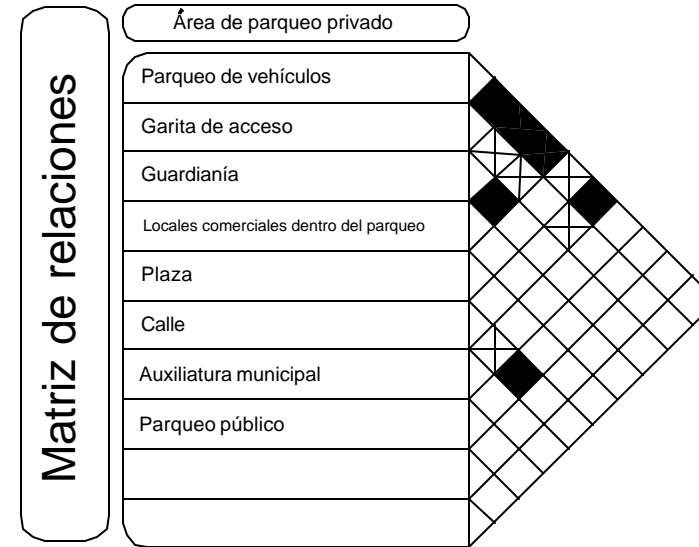 Matriz de relaciones
Área de parqueo privado
Parqueo de vehículos
Garita de acceso
Guardianía
Locales comerciales dentro del parqueo
Plaza
Calle
Auxiliatura municipal
Parqueo público